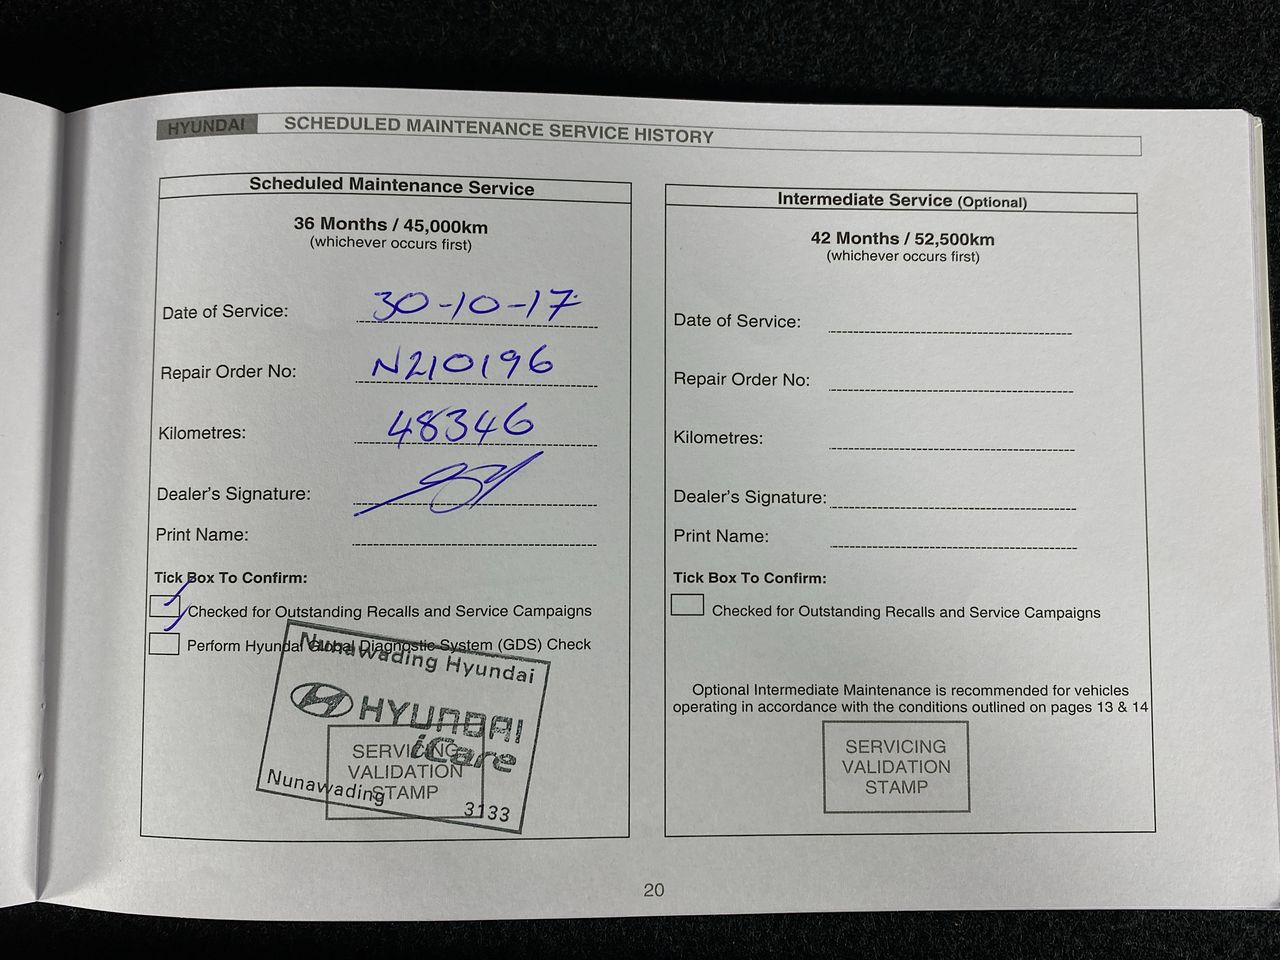 HYUNDAI SCHEDULED MAINTENANCE SERVICE HISTORY
Scheduled Maintenance Service
36 Months / 45,000km
(whichever occurs first)
Date of Service: 30-10-17
Repair Order No: N210196
Kilometres: 48346
Dealer's Signature:
Print Name:
Tick Box To Confirm:
Checked for Outstanding Recalls and Service Campaigns
Perform Hyundai Global Diagnostic System (GDS) Check
Nunawading Hyundai
HYUNDAI
iCare
Nunawading 3133
SERVICING
VALIDATION
STAMP
Intermediate Service (Optional)
42 Months / 52,500km
(whichever occurs first)
Date of Service:
Repair Order No:
Kilometres:
Dealer's Signature:
Print Name:
Tick Box To Confirm:
Checked for Outstanding Recalls and Service Campaigns
Optional Intermediate Maintenance is recommended for vehicles
operating in accordance with the conditions outlined on pages 13 & 14
SERVICING
VALIDATION
STAMP
20